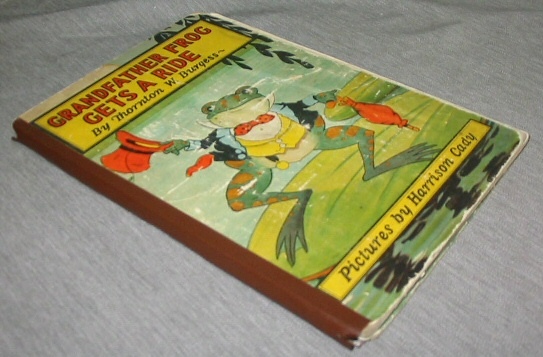 GRANDFATHER FROG
GETS A RIDE
By Thornton W Burgess
Pictures by Harrison Cady